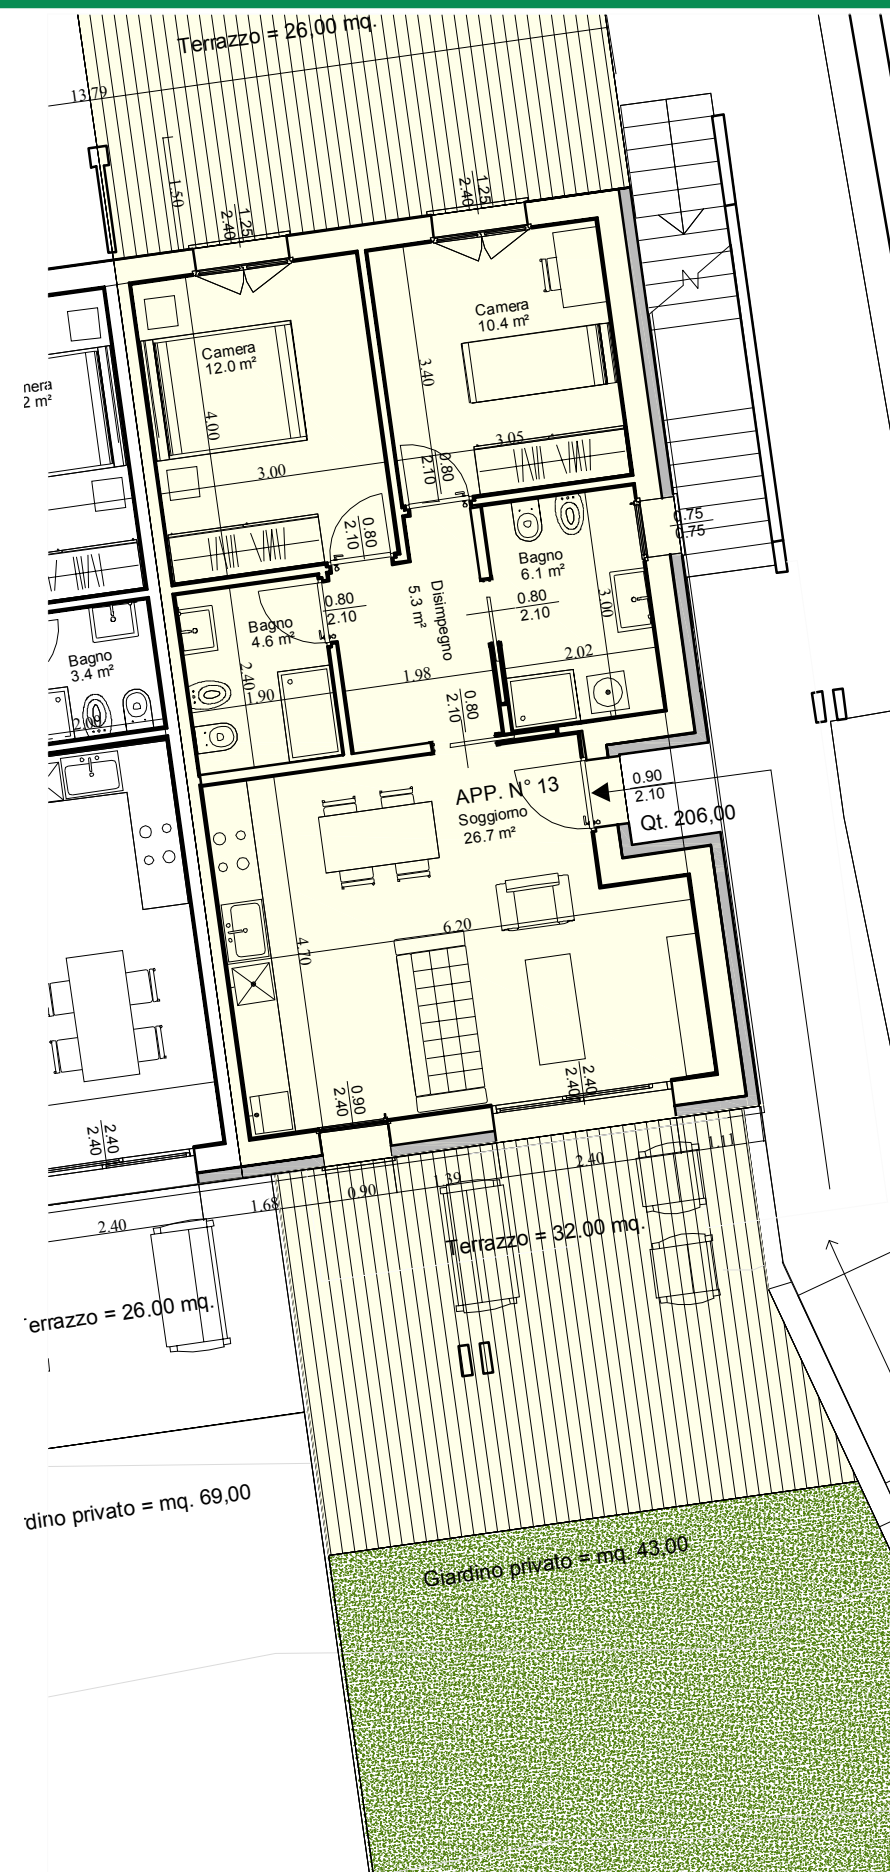 Terrazzo = 26,00 mq.
13.79
1.50
1.25
2.40
1.25
2.40
Camera
10.4 m²
Camera
12.0 m²
nera
2 m²
3.40
4.00
3.05
3.00
0.80
2.10
0.80
2.10
0.75
0.75
Bagno
6.1 m²
Disimpegno
5.3 m²
0.80
2.10
0.80
2.10
3.00
Bagno
4.6 m²
Bagno
3.4 m²
2.02
2.40
1.90
1.98
2.00
0.80
2.10
APP. N° 13
Soggiorno
26.7 m²
0.90
2.10
Qt. 206,00
6.20
4.70
2.40
2.40
0.90
2.40
2.40
2.40
1.11
2.40
1.39
0.90
1.68
2.40
Terrazzo = 32.00 mq.
errazzo = 26.00 mq.
rdino privato = mq. 69,00
Giardino privato = mq. 43,00